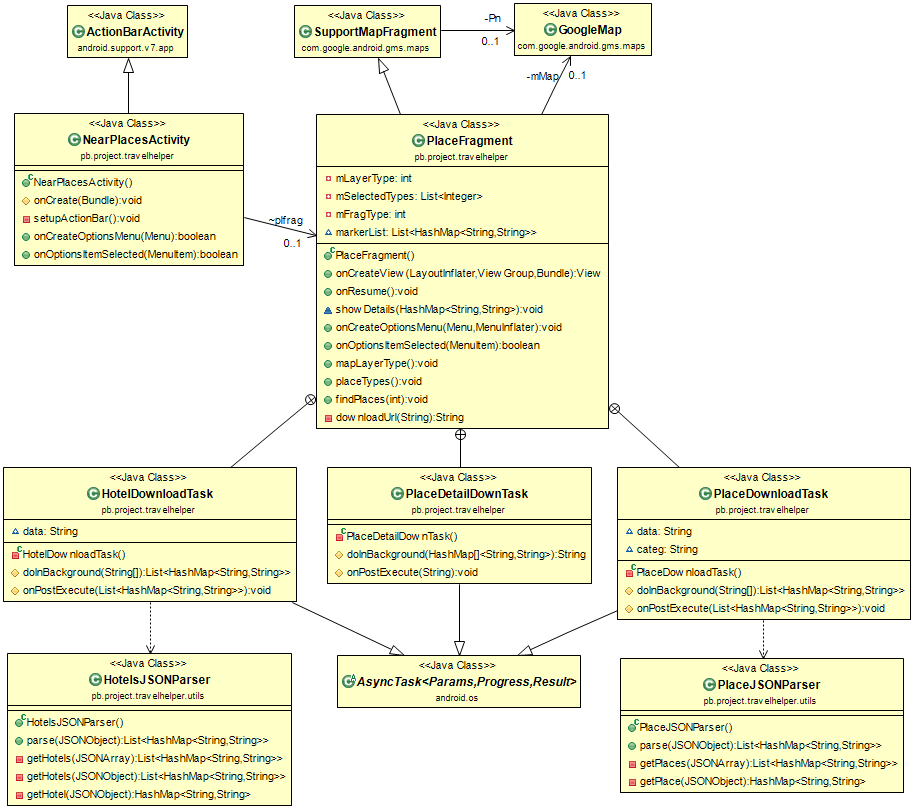 <<Java Class>>
ActionBarActivity
android.support.v7.app
<<Java Class>>
SupportMapFragment
com.google.android.gms.maps
-Pn
0..1
<<Java Class>>
GoogleMap
com.google.android.gms.maps
-mMap
0..1
<<Java Class>>
NearPlacesActivity
pb.project.travelhelper
NearPlacesActivity()
onCreate(Bundle):void
setupActionBar():void
onCreateOptionsMenu(Menu):boolean
onOptionsItemSelected(MenuItem):boolean
~plfrag
0..1
<<Java Class>>
PlaceFragment
pb.project.travelhelper
mLayerType: int
mSelectedTypes: List<Integer>
mFragType: int
markerList: List<HashMap<String,String>>
PlaceFragment()
onCreateView(LayoutInflater,ViewGroup,Bundle):View
onResume():void
showDetails(HashMap<String,String>):void
onCreateOptionsMenu(Menu,MenuInflater):void
onOptionsItemSelected(MenuItem):boolean
mapLayerType():void
placeTypes():void
findPlaces(int):void
downloadUrl(String):String
<<Java Class>>
HotelDownloadTask
pb.project.travelhelper
data: String
HotelDownloadTask()
doInBackground(String[]):List<HashMap<String,String>>
onPostExecute(List<HashMap<String,String>>):void
<<Java Class>>
PlaceDetailDownTask
pb.project.travelhelper
PlaceDetailDownTask()
doInBackground(HashMap[]<String,String>):String
onPostExecute(String):void
<<Java Class>>
PlaceDownloadTask
pb.project.travelhelper
data: String
categ: String
PlaceDownloadTask()
doInBackground(String[]):List<HashMap<String,String>>
onPostExecute(List<HashMap<String,String>>):void
<<Java Class>>
HotelsJSONParser
pb.project.travelhelper.utils
HotelsJSONParser()
parse(JSONObject):List<HashMap<String,String>>
getHotels(JSONArray):List<HashMap<String,String>>
getHotels(JSONObject):List<HashMap<String,String>>
getHotel(JSONObject):HashMap<String,String>
<<Java Class>>
AsyncTask<Params,Progress,Result>
android.os
<<Java Class>>
PlaceJSONParser
pb.project.travelhelper.utils
PlaceJSONParser()
parse(JSONObject):List<HashMap<String,String>>
getPlaces(JSONArray):List<HashMap<String,String>>
getPlace(JSONObject):HashMap<String,String>